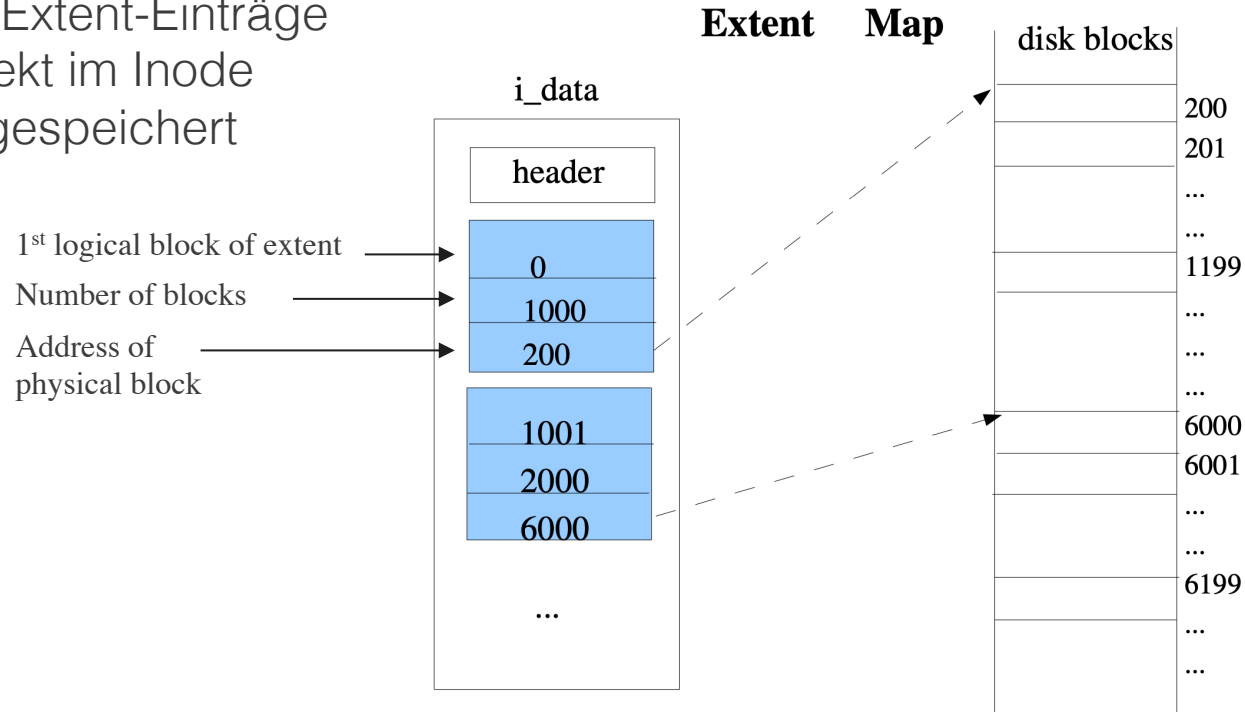 Extent-Einträge
ekt im Inode
gespeichert
Extent Map
disk blocks
i_data
header
1st logical block of extent
Number of blocks
Address of
physical block
0
1000
200
1001
2000
6000
...
200
201
...
...
1199
...
...
...
6000
6001
...
...
6199
...
...